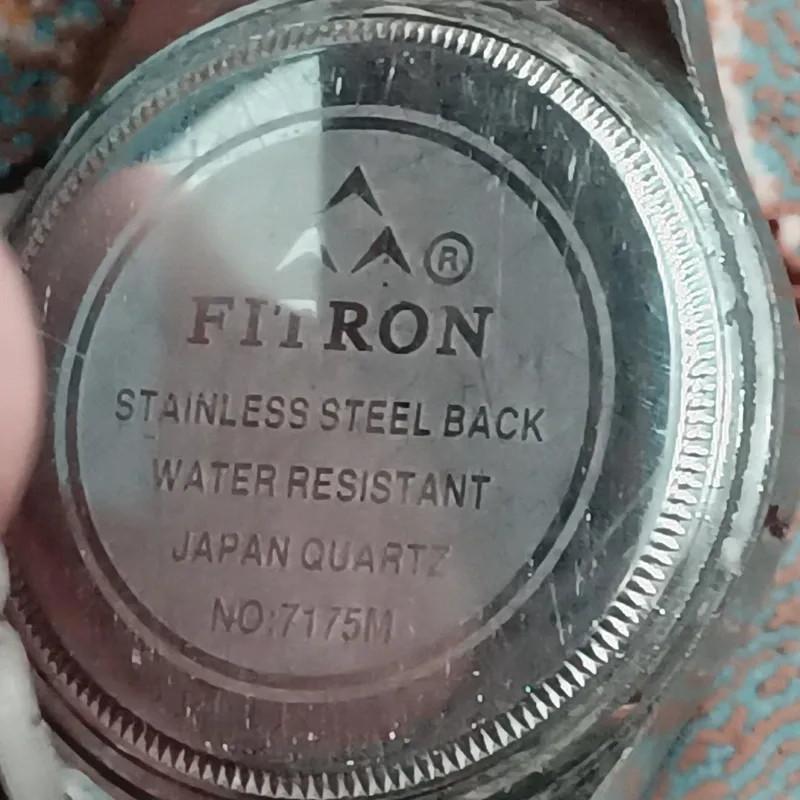 ®
FITRON
STAINLESS STEEL BACK
WATER RESISTANT
JAPAN QUARTZ
NO:7175M